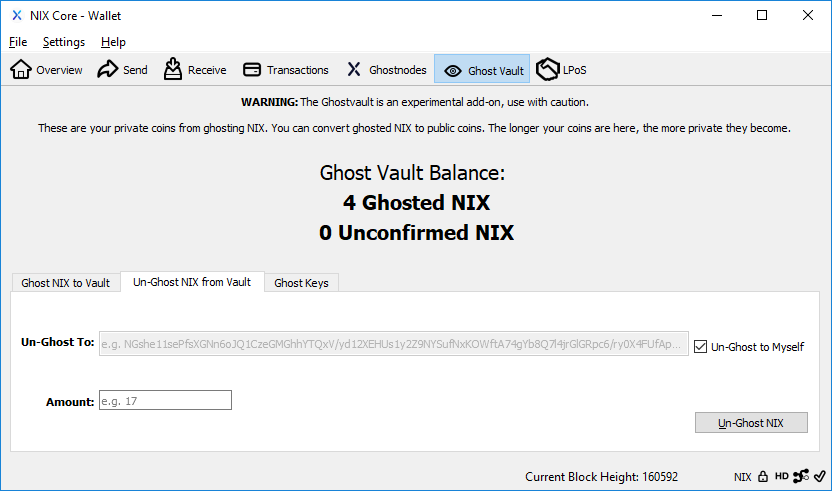 NIX Core - Wallet
File Settings Help
Overview Send Receive Transactions Ghostnodes Ghost Vault LPoS
WARNING: The Ghostvault is an experimental add-on, use with caution.
These are your private coins from ghosting NIX. You can convert ghosted NIX to public coins. The longer your coins are here, the more private they become.
Ghost Vault Balance:
4 Ghosted NIX
0 Unconfirmed NIX
Ghost NIX to Vault Un-Ghost NIX from Vault Ghost Keys
Un-Ghost To: e.g. NGshe11sePfsXGNn6oJQ1CzeGMGhhYTQxV/yd12XEHUs1y2Z9NYSufNxKOWftA74gYb8Q7l4jrGlGRpc6/ry0X4FUfAp... Un-Ghost to Myself
Amount: e.g. 17
Un-Ghost NIX
Current Block Height: 160592 NIX HD